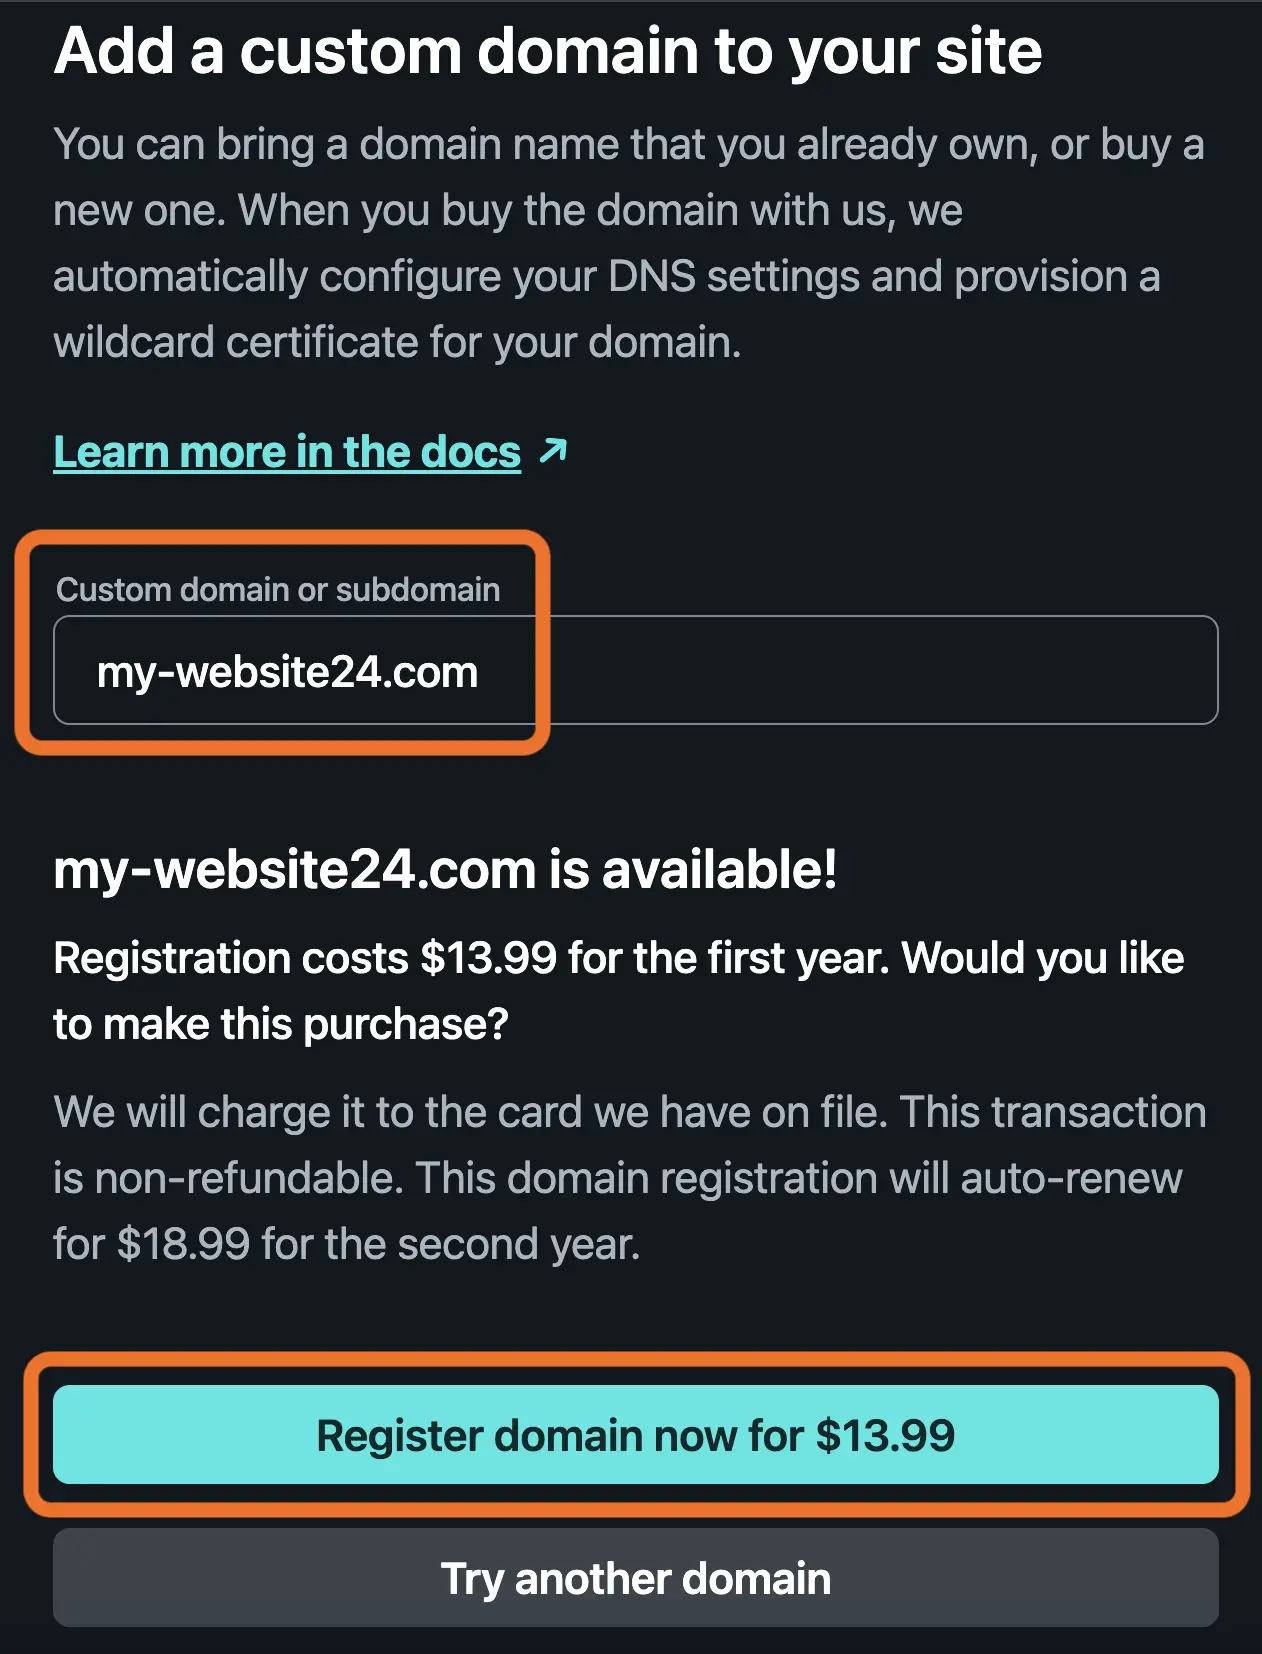 Add a custom domain to your site
You can bring a domain name that you already own, or buy a
new one. When you buy the domain with us, we
automatically configure your DNS settings and provision a
wildcard certificate for your domain.
Learn more in the docs ↗
Custom domain or subdomain
my-website24.com
my-website24.com is available!
Registration costs $13.99 for the first year. Would you like
to make this purchase?
We will charge it to the card we have on file. This transaction
is non-refundable. This domain registration will auto-renew
for $18.99 for the second year.
Register domain now for $13.99
Try another domain